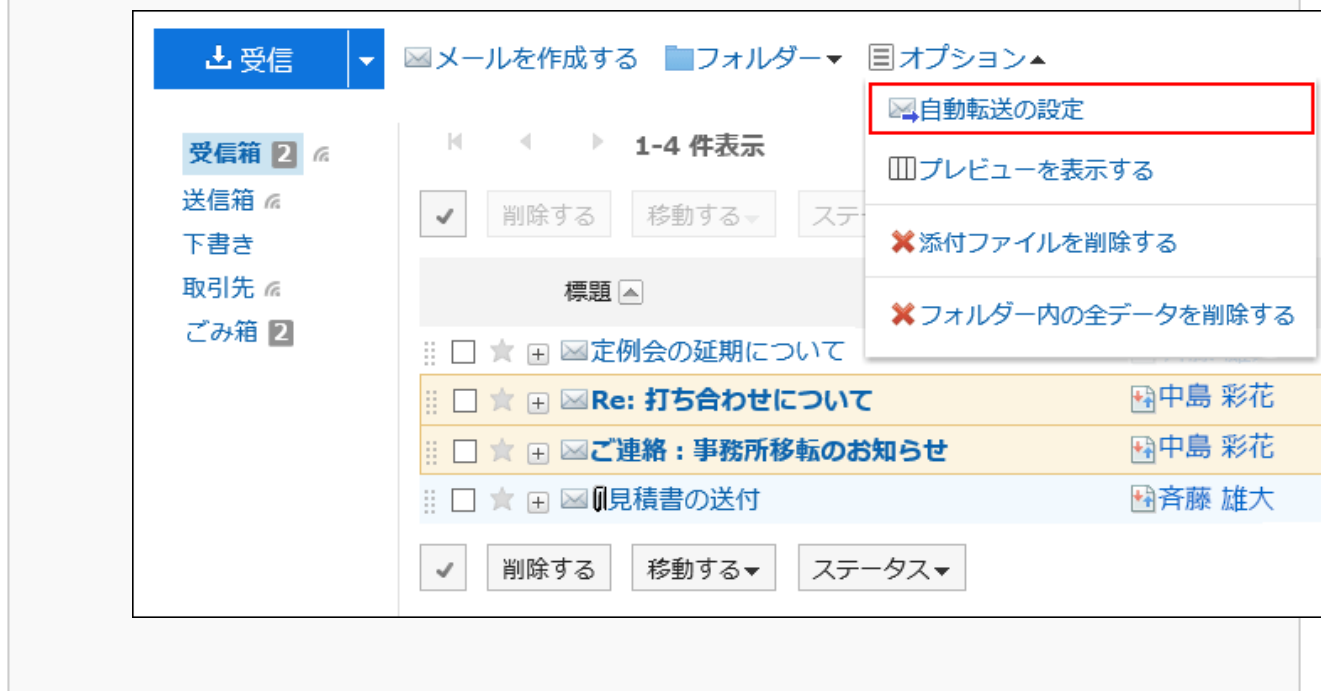 受信 メールを作成する フォルダー オプション
自動転送の設定
プレビューを表示する
添付ファイルを削除する
フォルダー内の全データを削除する
受信箱 2
送信箱
下書き
取引先
ごみ箱 2
1-4 件表示
削除する 移動する ステー
標題
定例会の延期について
Re: 打ち合わせについて 中島 彩花
ご連絡：事務所移転のお知らせ 中島 彩花
見積書の送付 斉藤 雄大
削除する 移動する ステータス